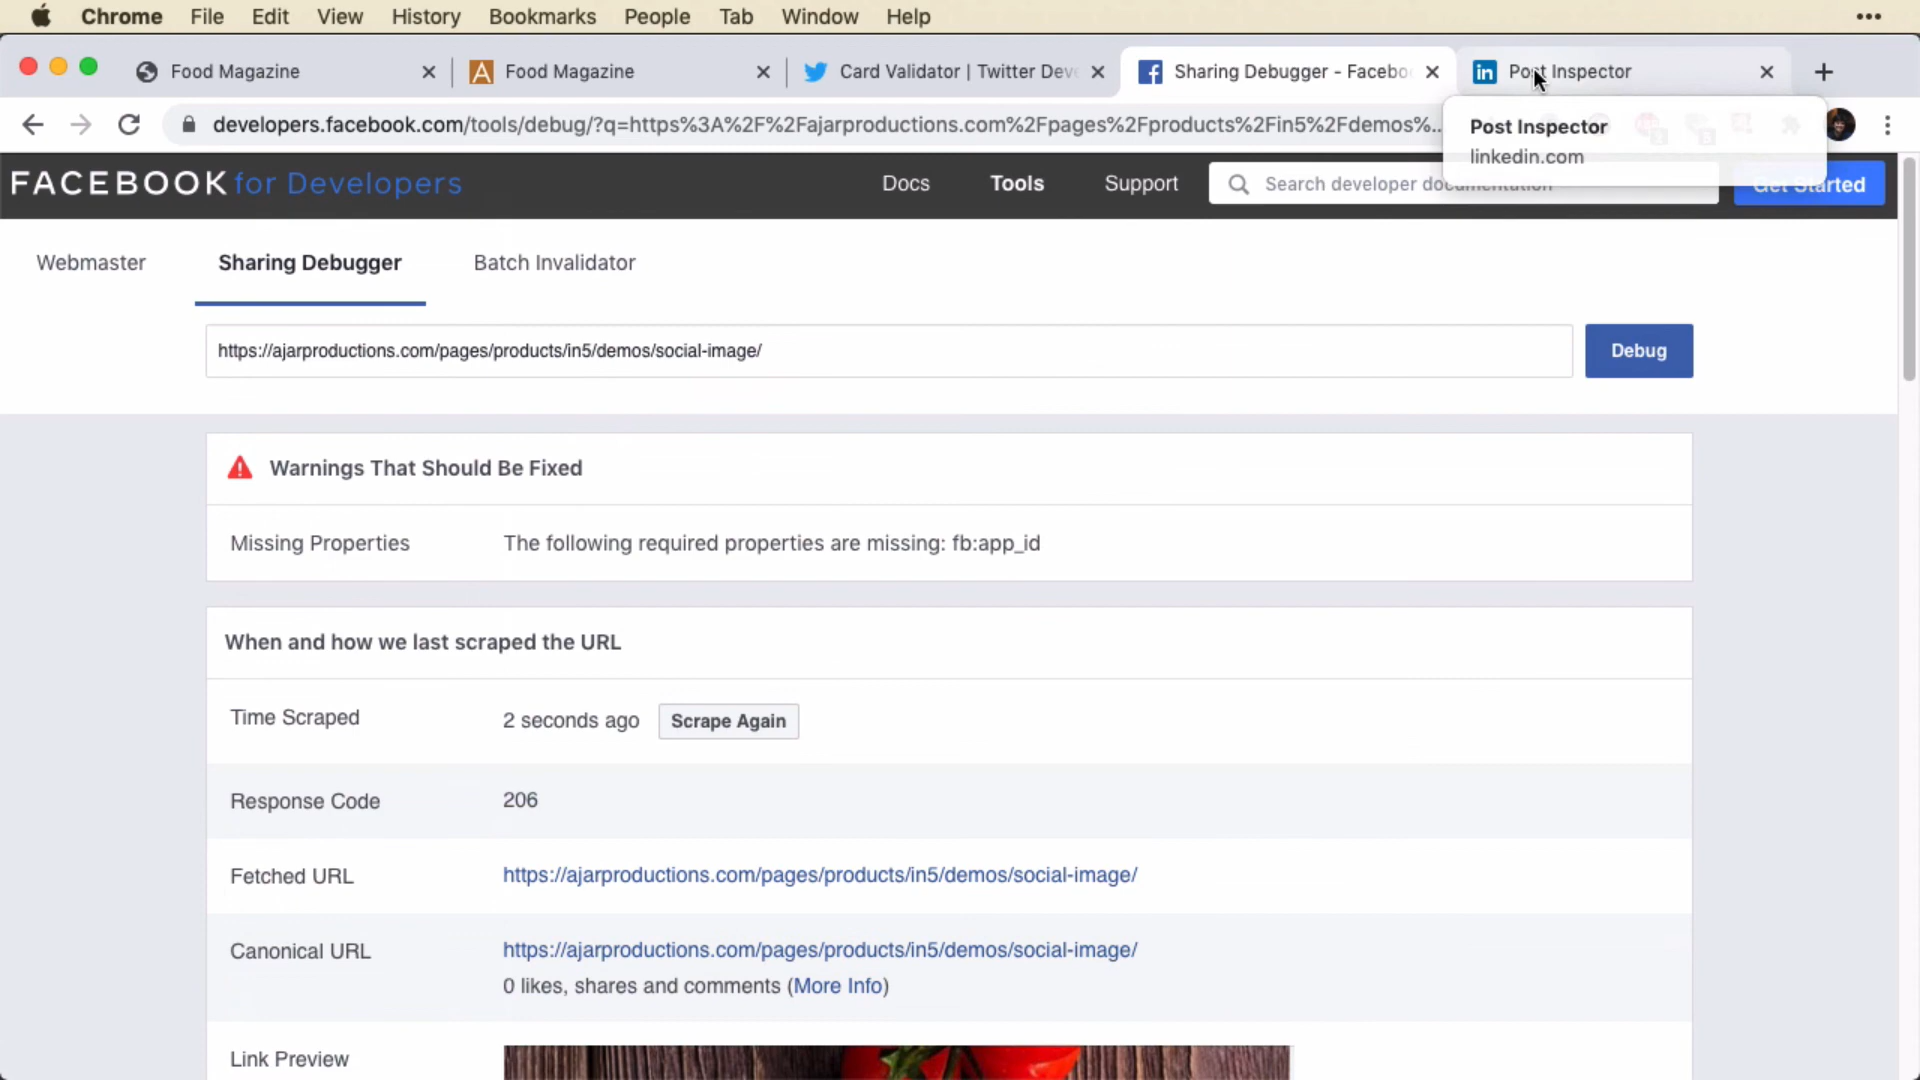 Chrome File Edit View History Bookmarks People Tab Window Help
Food Magazine
Food Magazine
Card Validator | Twitter Dev
Sharing Debugger - Facebo
Post Inspector
developers.facebook.com/tools/debug/?q=https%3A%2F%2Fajarproductions.com%2Fpages%2Fproducts%2Fin5%2Fdemos%...
Post Inspector
linkedin.com
FACEBOOK for Developers
Docs
Tools
Support
Search developer documentation
Get Started
Webmaster
Sharing Debugger
Batch Invalidator
https://ajarproductions.com/pages/products/in5/demos/social-image/
Debug
Warnings That Should Be Fixed
Missing Properties
The following required properties are missing: fb:app_id
When and how we last scraped the URL
Time Scraped
2 seconds ago
Scrape Again
Response Code
206
Fetched URL
https://ajarproductions.com/pages/products/in5/demos/social-image/
Canonical URL
https://ajarproductions.com/pages/products/in5/demos/social-image/
0 likes, shares and comments (More Info)
Link Preview